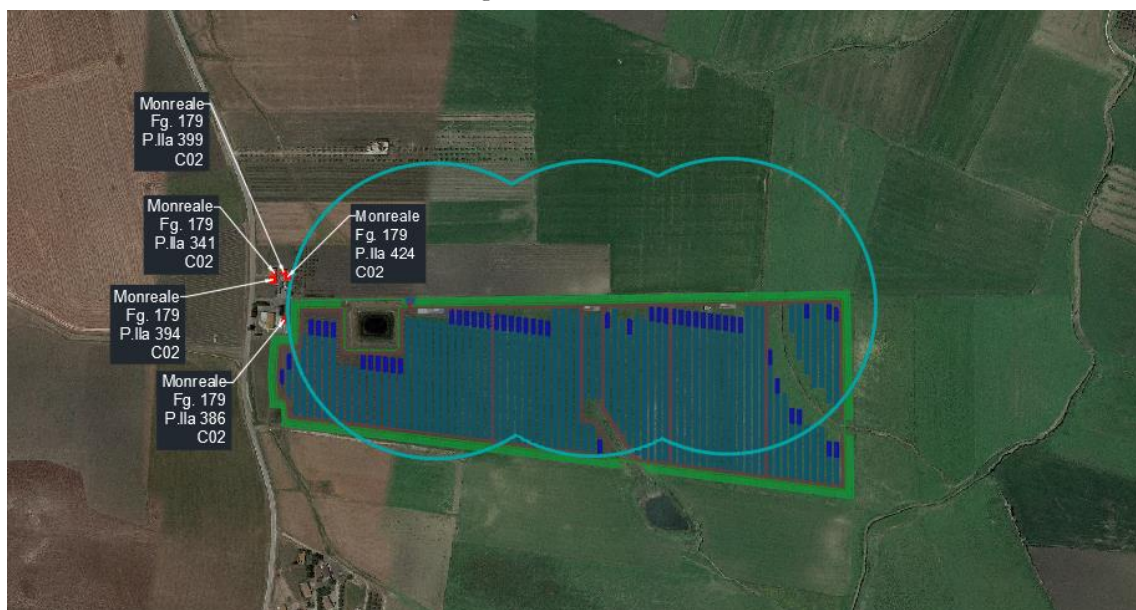 Monreale
Fg. 179
P.lla 399
C02
Monreale
Fg. 179
P.lla 341
C02
Monreale
Fg. 179
P.lla 424
C02
Monreale
Fg. 179
P.lla 394
C02
Monreale
Fg. 179
P.lla 386
C02